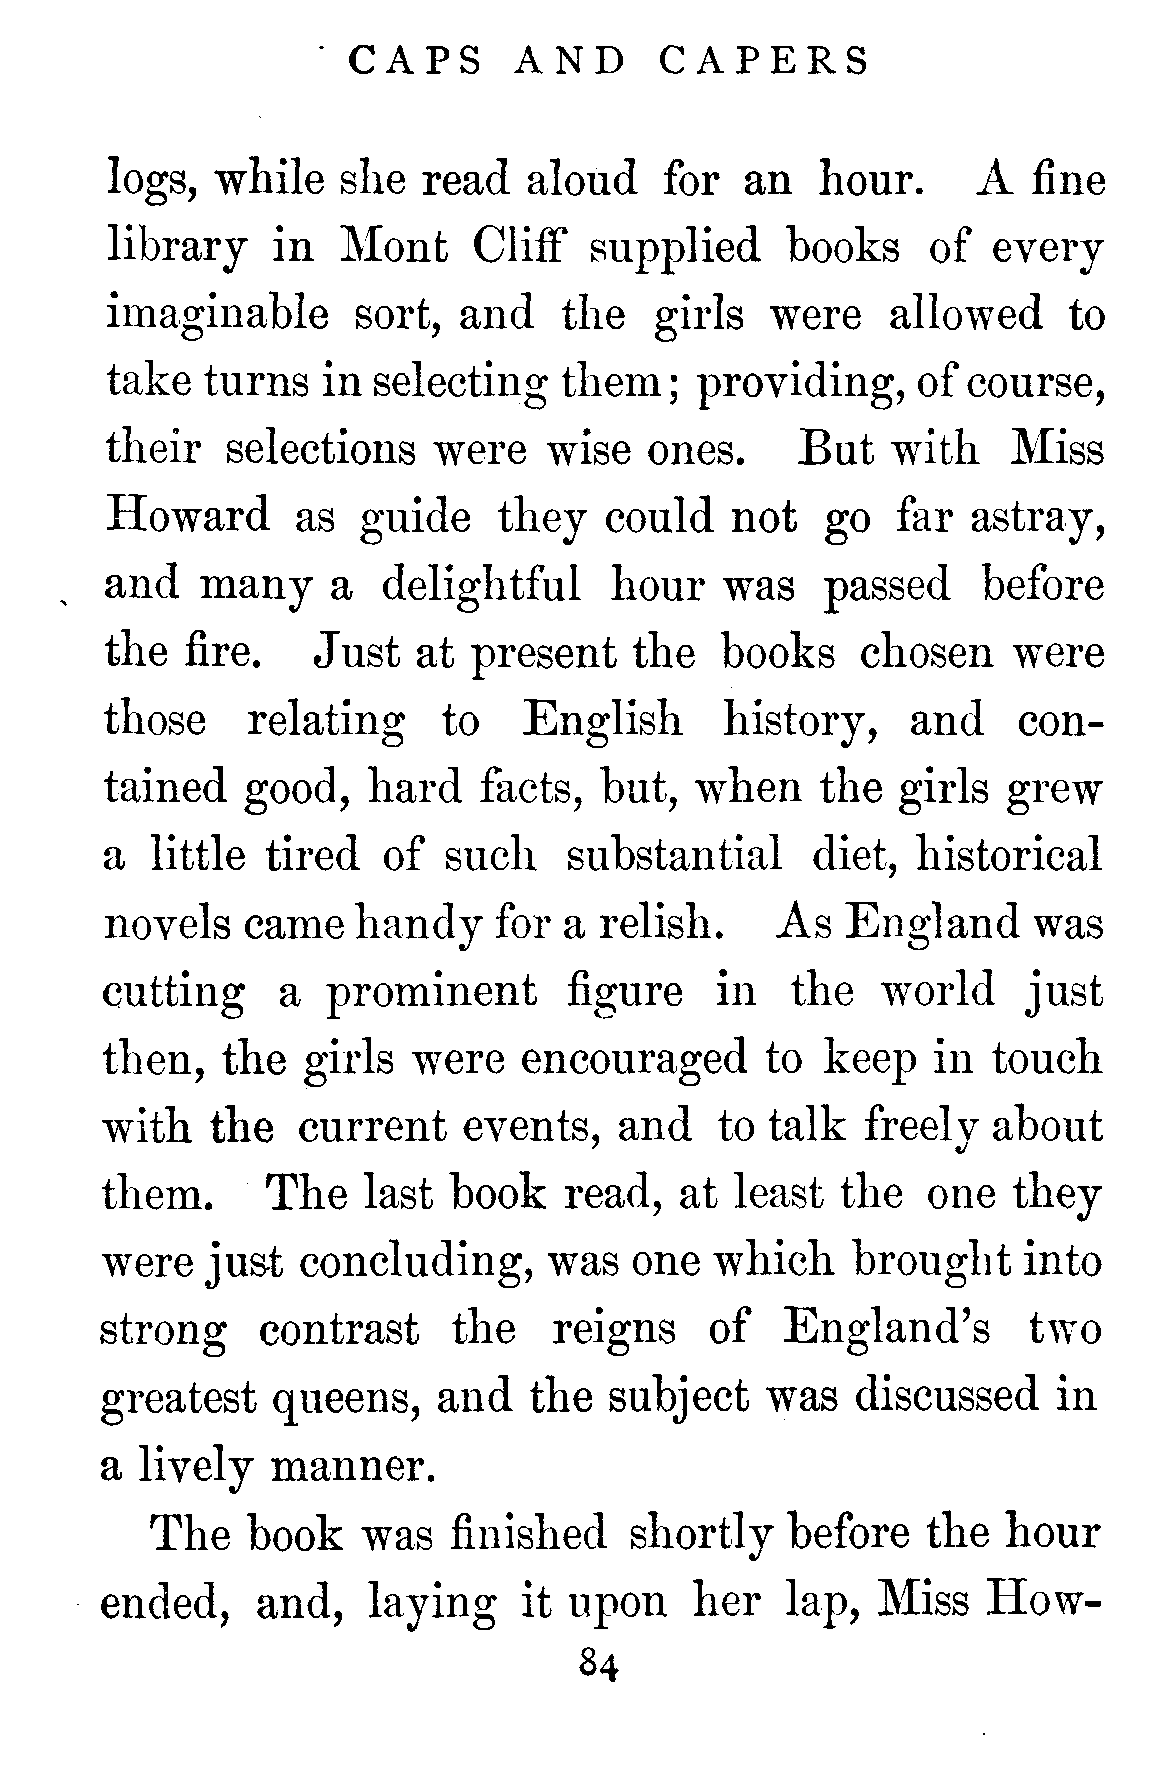 CAPS AND CAPERS
logs, while she read aloud for an hour. A fine
library in Mont Cliff supplied books of every
imaginable sort, and the girls were allowed to
take turns in selecting them; providing, of course,
their selections were wise ones. But with Miss
Howard as guide they could not go far astray,
and many a delightful hour was passed before
the fire. Just at present the books chosen were
those relating to English history, and con-
tained good, hard facts, but, when the girls grew
a little tired of such substantial diet, historical
novels came handy for a relish. As England was
cutting a prominent figure in the world just
then, the girls were encouraged to keep in touch
with the current events, and to talk freely about
them. The last book read, at least the one they
were just concluding, was one which brought into
strong contrast the reigns of England's two
greatest queens, and the subject was discussed in
a lively manner.
The book was finished shortly before the hour
ended, and, laying it upon her lap, Miss How-
84